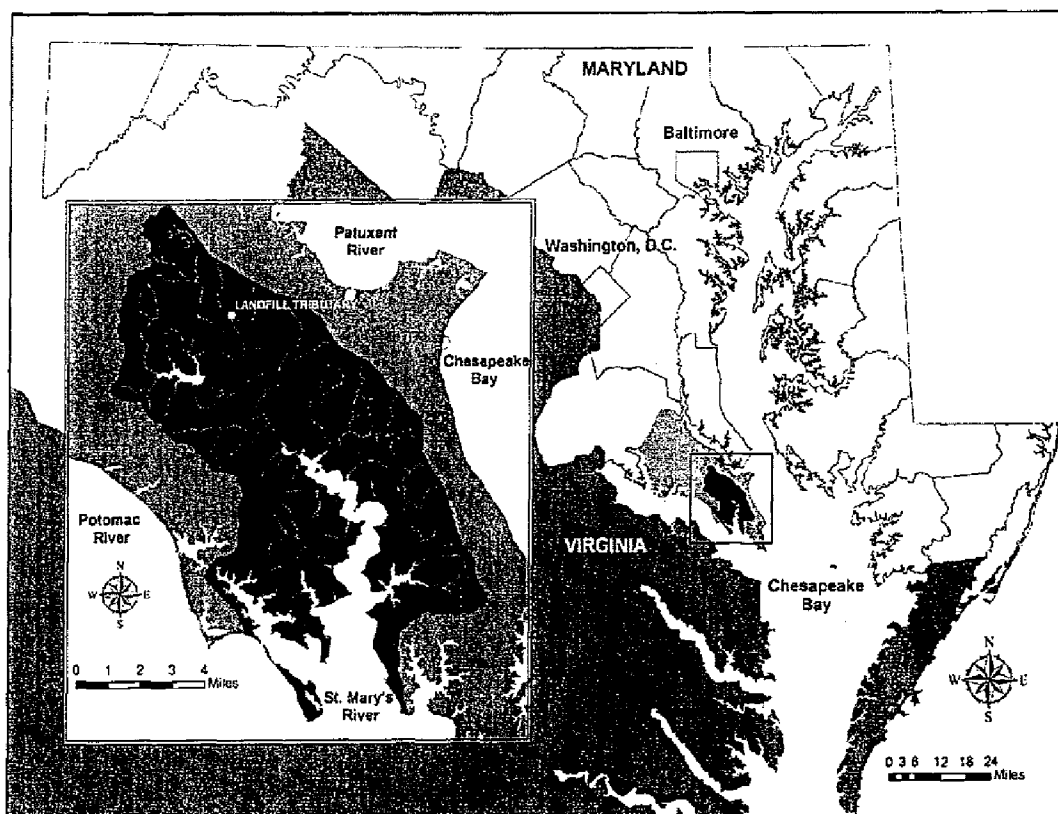 MARYLAND
Baltimore
Washington, D.C.
Patuxent
River
LANDFILL TRIBUTARY
Chesapeake
Bay
Potomac
River
W E
S
0 1 2 3 4
Miles
St. Mary's
River
VIRGINIA
Chesapeake
Bay
N
W E
S
0 3 6 12 18 24
Miles